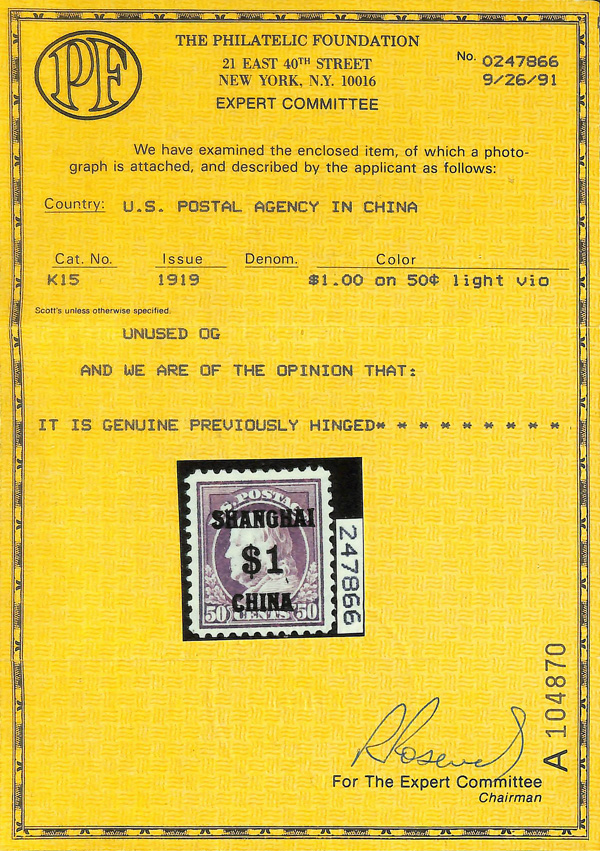 PF
THE PHILATELIC FOUNDATION
21 EAST 40TH STREET
NEW YORK, N.Y. 10016
EXPERT COMMITTEE
No. 0247866
9/26/91
We have examined the enclosed item, of which a photo-
graph is attached, and described by the applicant as follows:
Country: U.S. POSTAL AGENCY IN CHINA
Cat. No. Issue Denom. Color
K15 1919 $1.00 on 50¢ light vio
Scott's unless otherwise specified.
UNUSED OG
AND WE ARE OF THE OPINION THAT:
IT IS GENUINE PREVIOUSLY HINGED* * * * * * * * *
U.S. POSTAG
SHANGHAI
$1
CHINA
50 CENTS 50
247866
A 104870
For The Expert Committee
Chairman